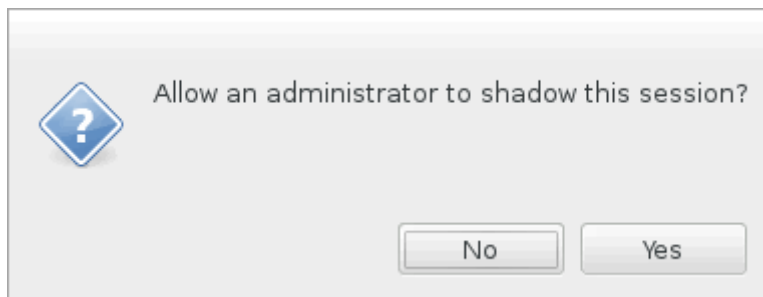 Allow an administrator to shadow this session?
?
No
Yes